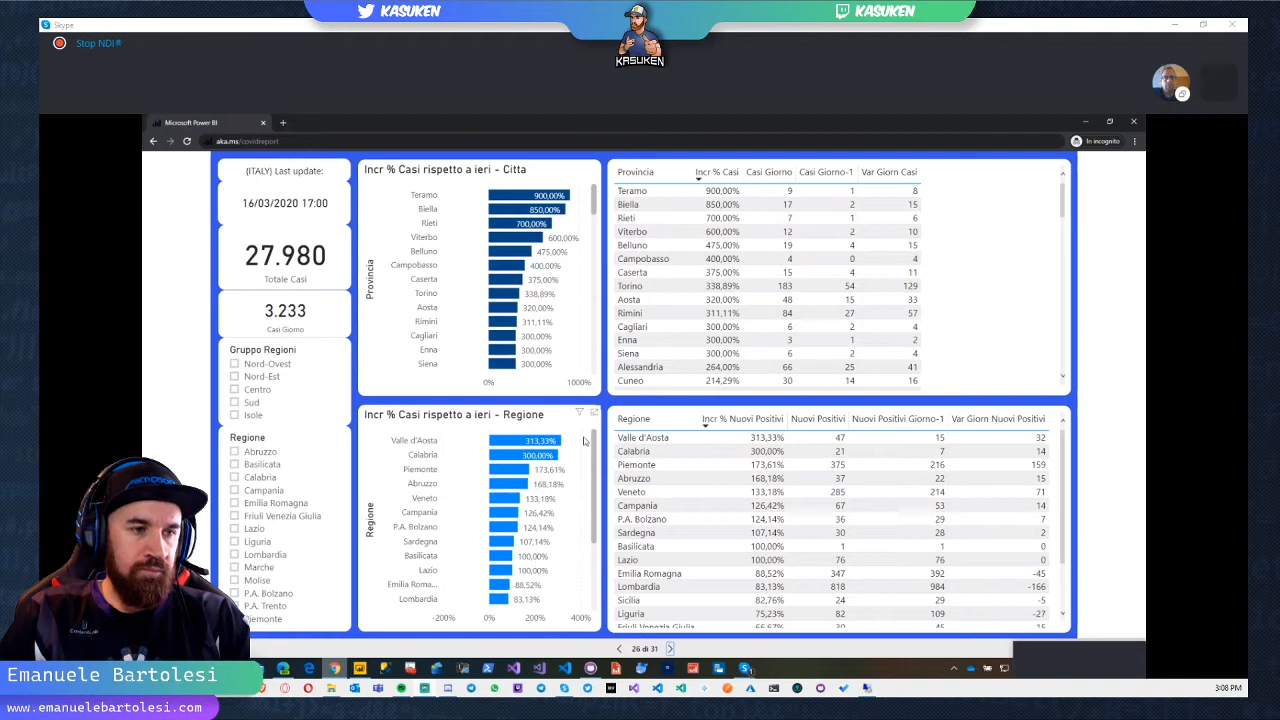 KASUKEN
KASUKEN
KASUKEN
Skype
Stop NDI®
Microsoft Power BI
aka.ms/covidreport
In incognito
(ITALY) Last update:
16/03/2020 17:00
27.980
Totale Casi
3.233
Casi Giorno
Gruppo Regioni
Nord-Ovest
Nord-Est
Centro
Sud
Isole
Regione
Abruzzo
Basilicata
Calabria
Campania
Emilia Romagna
Friuli Venezia Giulia
Lazio
Liguria
Lombardia
Marche
Molise
P.A. Bolzano
P.A. Trento
Piemonte
Incr % Casi rispetto a ieri - Citta
Provincia
Teramo 900,00%
Biella 850,00%
Rieti 700,00%
Viterbo 600,00%
Belluno 475,00%
Campobasso 400,00%
Caserta 375,00%
Torino 338,89%
Aosta 320,00%
Rimini 311,11%
Cagliari 300,00%
Enna 300,00%
Siena 300,00%
0% 1000%
Provincia Incr % Casi Casi Giorno Casi Giorno-1 Var Giorn Casi
Teramo 900,00% 9 1 8
Biella 850,00% 17 2 15
Rieti 700,00% 7 1 6
Viterbo 600,00% 12 2 10
Belluno 475,00% 19 4 15
Campobasso 400,00% 4 0 4
Caserta 375,00% 15 4 11
Torino 338,89% 183 54 129
Aosta 320,00% 48 15 33
Rimini 311,11% 84 27 57
Cagliari 300,00% 6 2 4
Enna 300,00% 3 1 2
Siena 300,00% 6 2 4
Alessandria 264,00% 66 25 41
Cuneo 214,29% 30 14 16
Incr % Casi rispetto a ieri - Regione
Regione
Valle d'Aosta 313,33%
Calabria 300,00%
Piemonte 173,61%
Abruzzo 168,18%
Veneto 133,18%
Campania 126,42%
P.A. Bolzano 124,14%
Sardegna 107,14%
Basilicata 100,00%
Lazio 100,00%
Emilia Roma... 88,52%
Lombardia 83,13%
-200% 0% 200% 400%
Regione Incr % Nuovi Positivi Nuovi Positivi Nuovi Positivi Giorno-1 Var Giorn Nuovo Positivi
Valle d'Aosta 313,33% 47 15 32
Calabria 300,00% 21 7 14
Piemonte 173,61% 375 216 159
Abruzzo 168,18% 37 22 15
Veneto 133,18% 285 214 71
Campania 126,42% 67 53 14
P.A. Bolzano 124,14% 36 29 7
Sardegna 107,14% 30 28 2
Basilicata 100,00% 1 1 0
Lazio 100,00% 76 76 0
Emilia Romagna 88,52% 347 392 -45
Lombardia 83,13% 818 984 -166
Sicilia 82,76% 24 29 -5
Liguria 75,23% 82 109 -27
Friuli Venezia Giulia 66,67% 30 45 15
26 di 31
3:08 PM
Emanuele Bartolesi
www.emanuelebartolesi.com